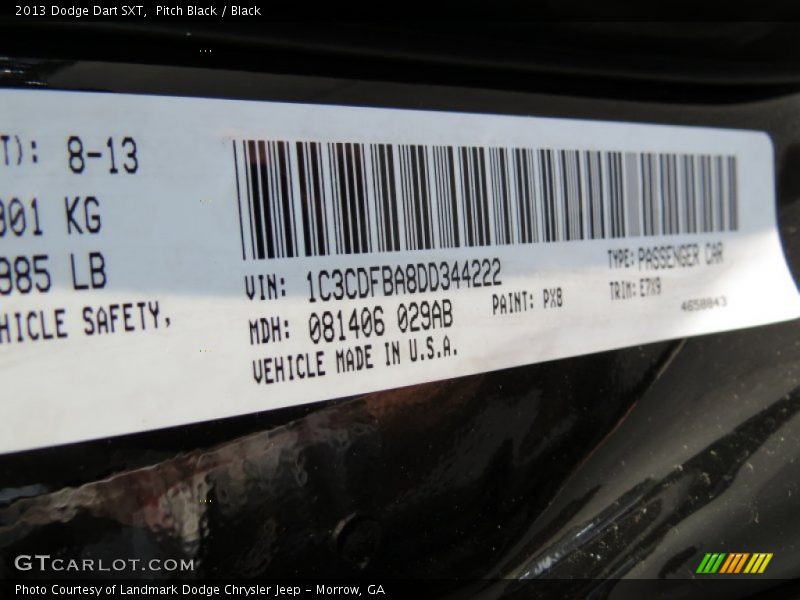 2013 Dodge Dart SXT,  Pitch Black / Black
T): 8-13
901 KG
985 LB
HICLE SAFETY,
VIN: 1C3CDFBA8DD344222
TYPE: PASSENGER CAR
MDH: 081406 029AB
PAINT: PX8
TRIM: E7X9
4650843
VEHICLE MADE IN U.S.A.
GTCARLOT.COM
Photo Courtesy of Landmark Dodge Chrysler Jeep – Morrow, GA